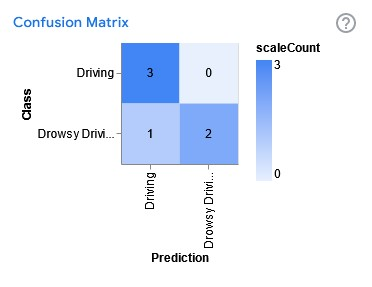 Confusion Matrix
?
scaleCount
3
0
Class
Driving
3
0
Drowsy Drivi...
1
2
Driving
Drowsy Drivi...
Prediction